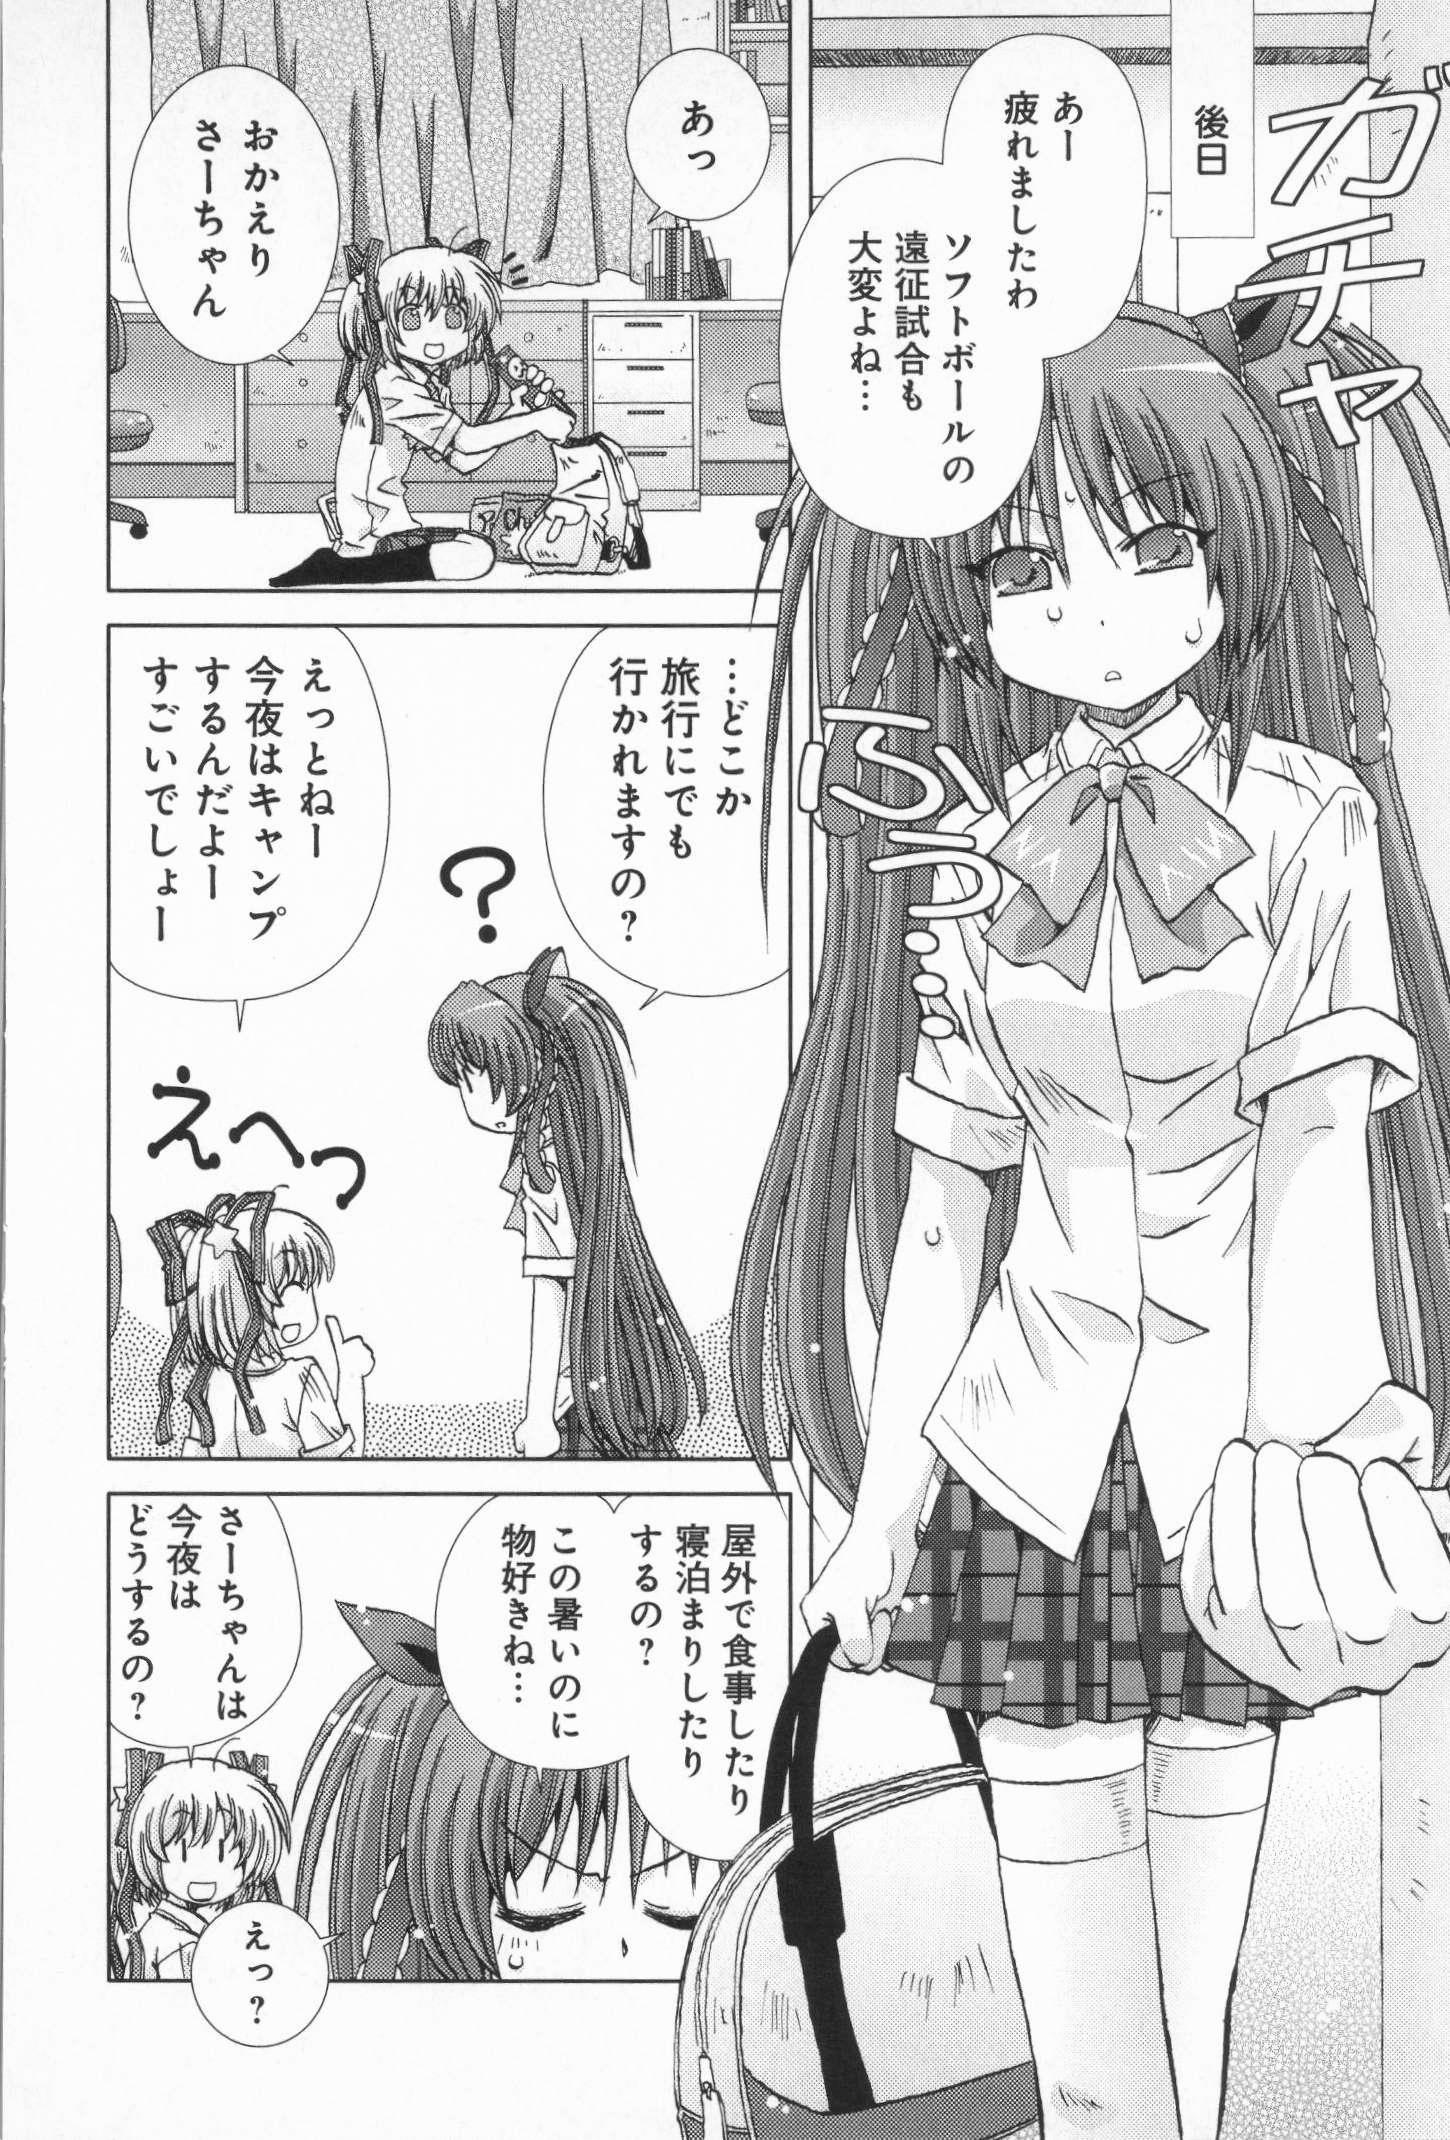 後日
ガチャ
あー
疲れましたわ
ソフトボールの
遠征試合も
大変よね…
ふぅ…
あっ
おかえり
さーちゃん
…どこか
旅行にでも
行かれますの?
?
えっとねー
今夜はキャンプ
するんだよー
すごいでしょー
えへっ
屋外で食事したり
寝泊まりしたり
するの?
この暑いのに
物好きね…
さーちゃんは
今夜は
どうするの?
えっ?